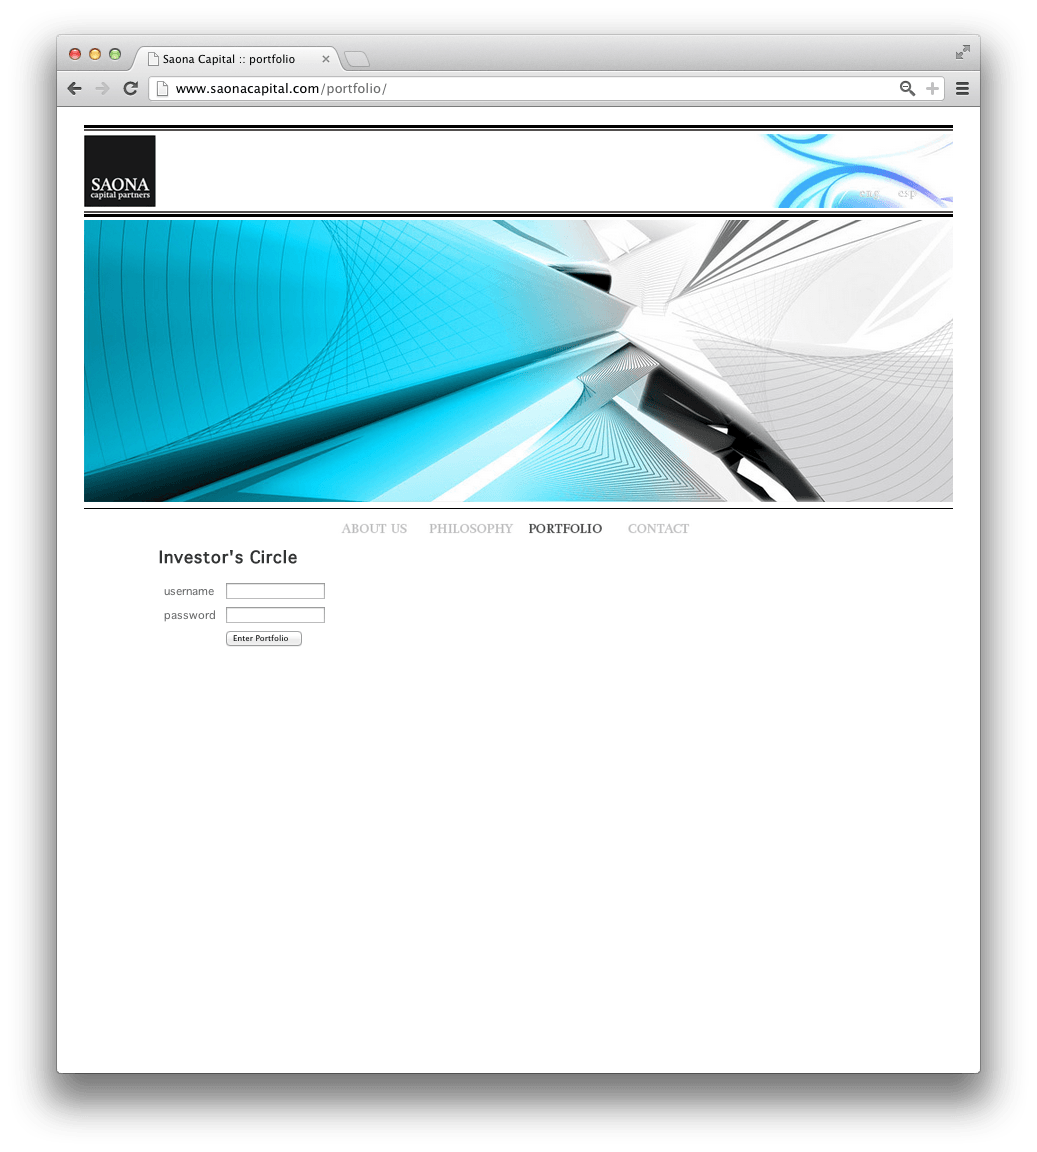 Saona Capital :: portfolio
www.saonacapital.com/portfolio/
SAONA
capital partners
eng esp
ABOUT US PHILOSOPHY PORTFOLIO CONTACT
Investor's Circle
username
password
Enter Portfolio